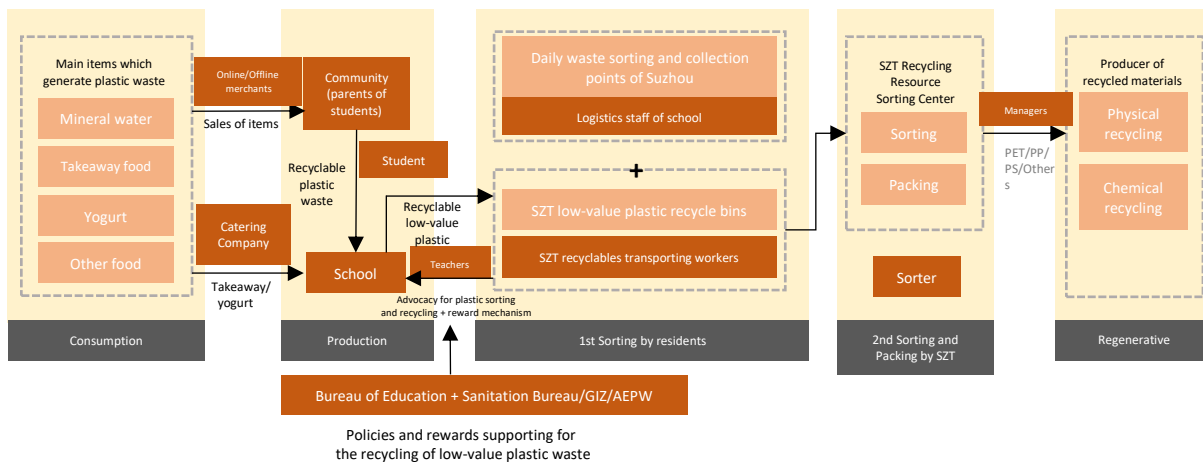 Main items which
generate plastic waste
Mineral water
Takeaway food
Yogurt
Other food
Consumption
Online/Offline
merchants
Sales of items
Catering
Company
Takeaway/
yogurt
Community
(parents of
students)
Recyclable
plastic
waste
Student
School
Production
Recyclable
low-value
plastic
Teachers
Advocacy for plastic sorting
and recycling + reward mechanism
Daily waste sorting and collection
points of Suzhou
Logistics staff of school
+
SZT low-value plastic recycle bins
SZT recyclables transporting workers
1st Sorting by residents
SZT Recycling
Resource
Sorting Center
Sorting
Packing
Sorter
2nd Sorting and
Packing by SZT
Managers
PET/PP/
PS/Other
s
Producer of
recycled materials
Physical
recycling
Chemical
recycling
Regenerative
Bureau of Education + Sanitation Bureau/GIZ/AEPW
Policies and rewards supporting for
the recycling of low-value plastic waste